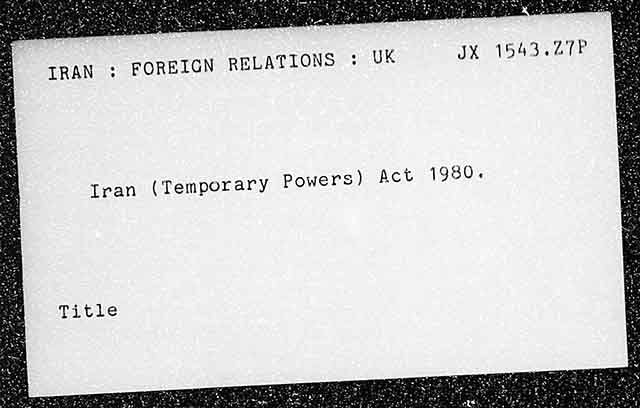 IRAN : FOREIGN RELATIONS : UK JX 1543.Z7P
Iran (Temporary Powers) Act 1980.
Title